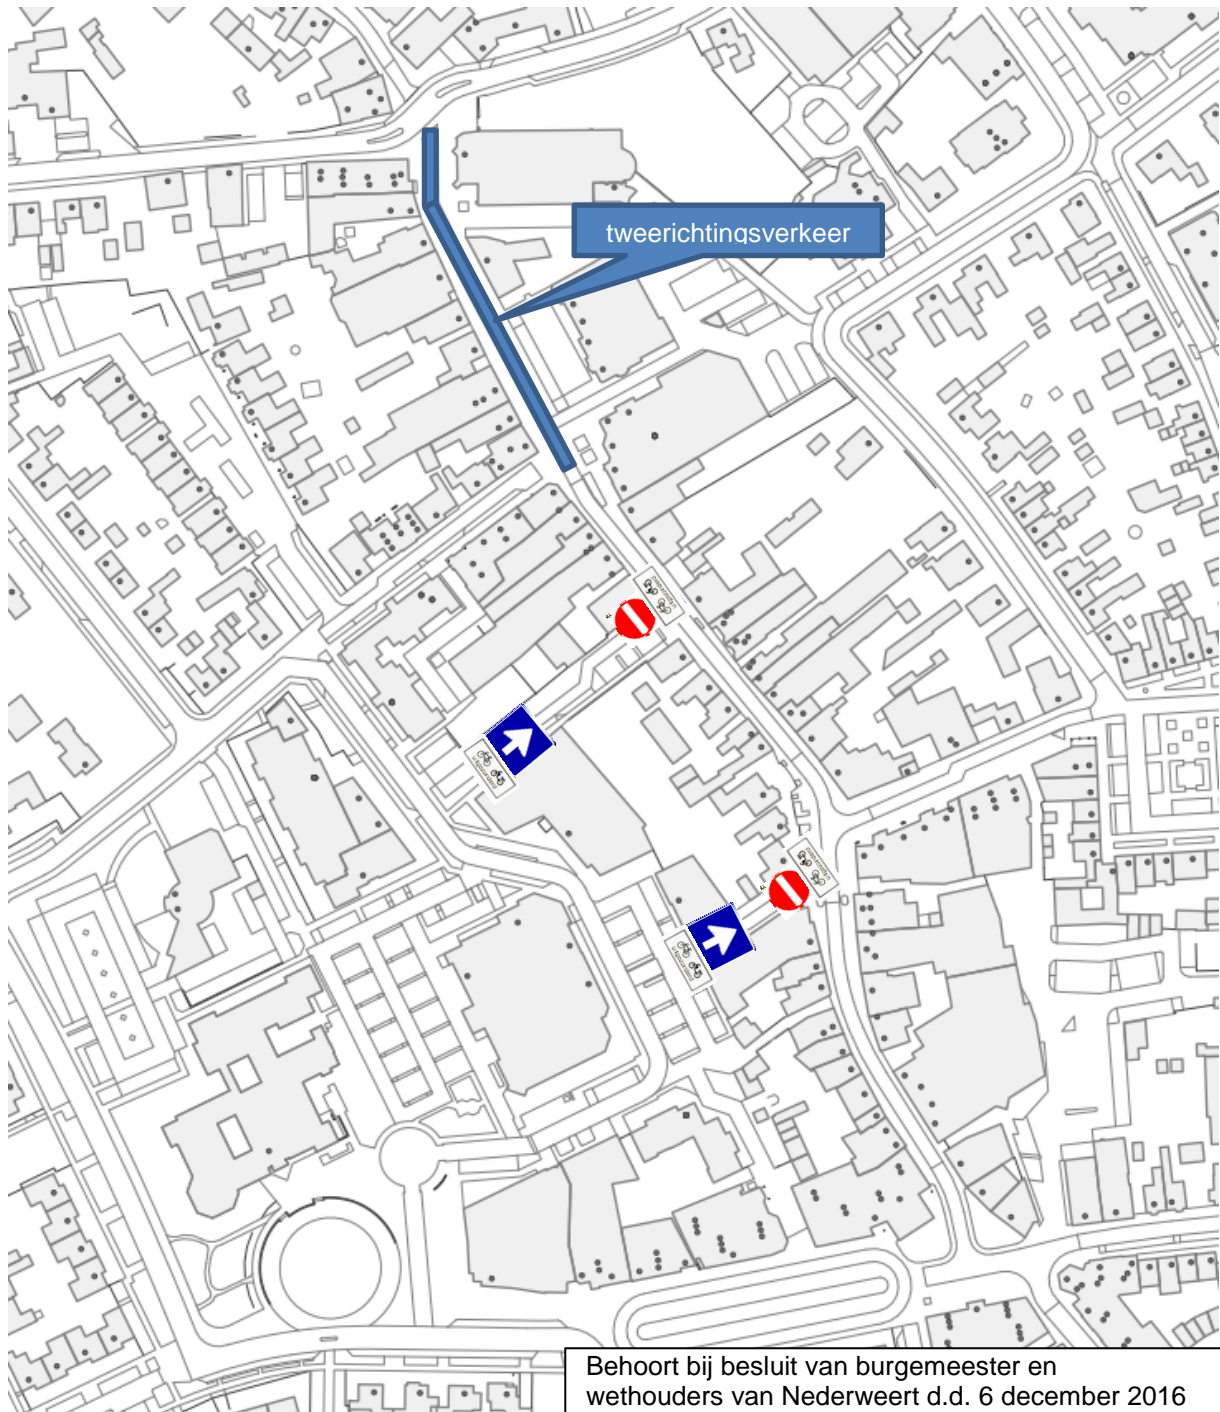 tweerichtingsverkeer
Behoort bij besluit van burgemeester en
wethouders van Nederweert d.d. 6 december 2016